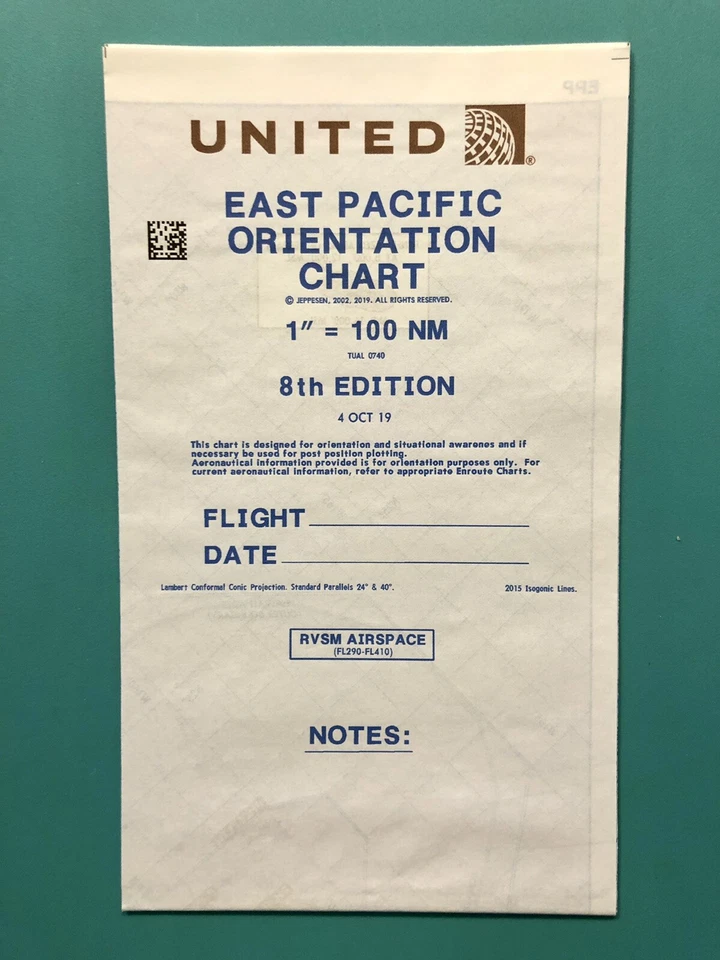 EPP
UNITED®
EAST PACIFIC
ORIENTATION
CHART
© JEPPESEN, 2002, 2019. ALL RIGHTS RESERVED.
1" = 100 NM
TUAL 0740
8th EDITION
4 OCT 19
This chart is designed for orientation and situational awarenes and if
necessary be used for post position plotting.
Aeronautical information provided is for orientation purposes only. For
current aeronautical information, refer to appropriate Enroute Charts.
FLIGHT
DATE
Lambert Conformal Conic Projection. Standard Parallels 24° & 40°.
2015 Isogonic Lines.
RVSM AIRSPACE
(FL290-FL410)
NOTES: